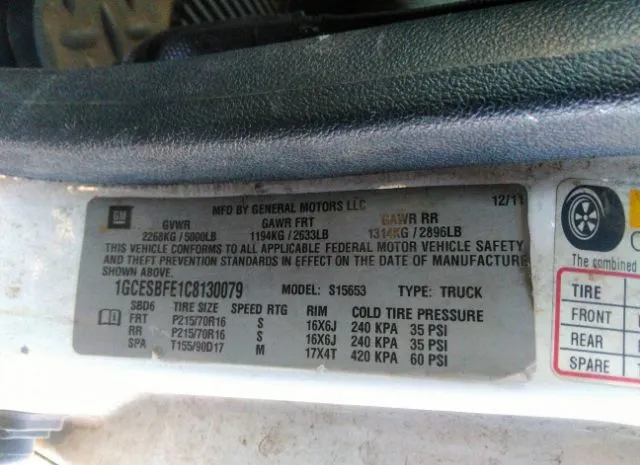 GM
MFD BY GENERAL MOTORS LLC 12/11
GVWR GAWR FRT GAWR RR
2268KG / 5000LB 1194KG / 2633LB 1314KG / 2896LB
THIS VEHICLE CONFORMS TO ALL APPLICABLE FEDERAL MOTOR VEHICLE SAFETY
AND THEFT PREVENTION STANDARDS IN EFFECT ON THE DATE OF MANUFACTURE
SHOWN ABOVE.
1GCESBFE1C8130079 MODEL: S15653 TYPE: TRUCK
SBD6 TIRE SIZE SPEED RTG RIM COLD TIRE PRESSURE
FRT P215/70R16 S 16X6J 240 KPA 35 PSI
RR P215/70R16 S 16X6J 240 KPA 35 PSI
SPA T155/90D17 M 17X4T 420 KPA 60 PSI
The combined
TIRE
FRONT
REAR
SPARE